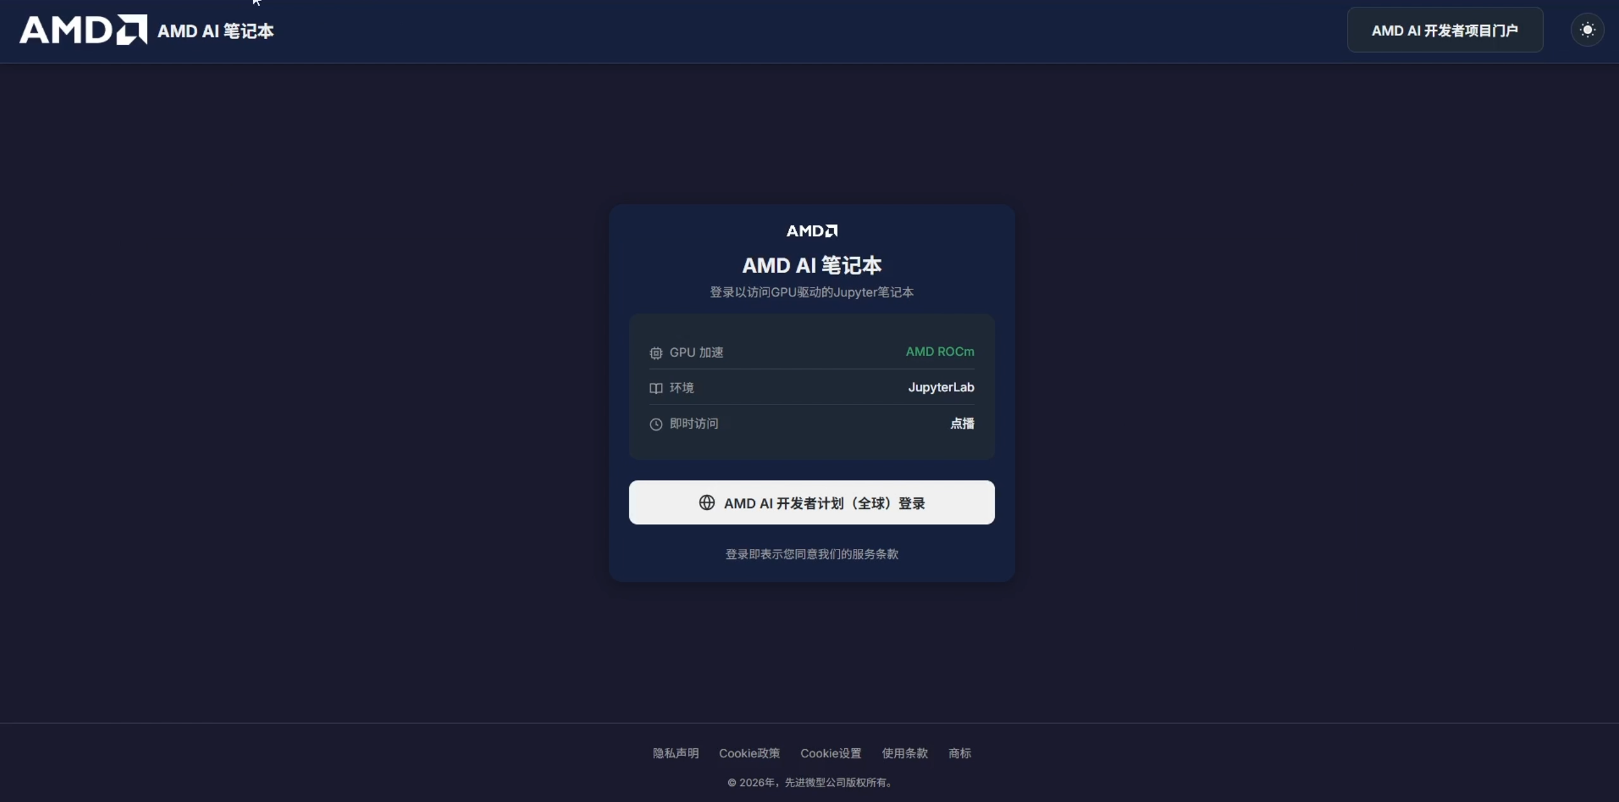 AMD AMD AI 笔记本
AMD AI 开发者项目门户
AMD
AMD AI 笔记本
登录以访问GPU驱动的Jupyter笔记本
GPU 加速 AMD ROCm
环境 JupyterLab
即时访问 点播
AMD AI 开发者计划（全球）登录
登录即表示您同意我们的服务条款
隐私声明 Cookie政策 Cookie设置 使用条款 商标
© 2026年，先进微型公司版权所有。